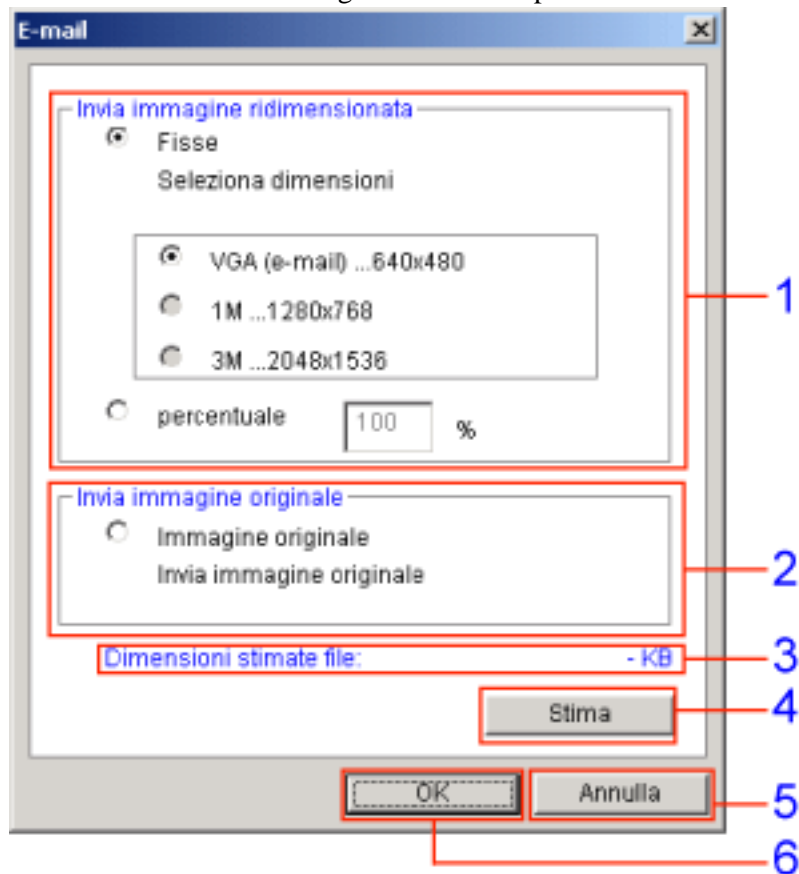 E-mail
Invia immagine ridimensionata
Fisse
Seleziona dimensioni
VGA (e-mail) ...640x480
1M ...1280x768
3M ...2048x1536
percentuale 100 %
1
Invia immagine originale
Immagine originale
Invia immagine originale
2
Dimensioni stimate file: - KB
3
Stima
4
OK
Annulla
5
6